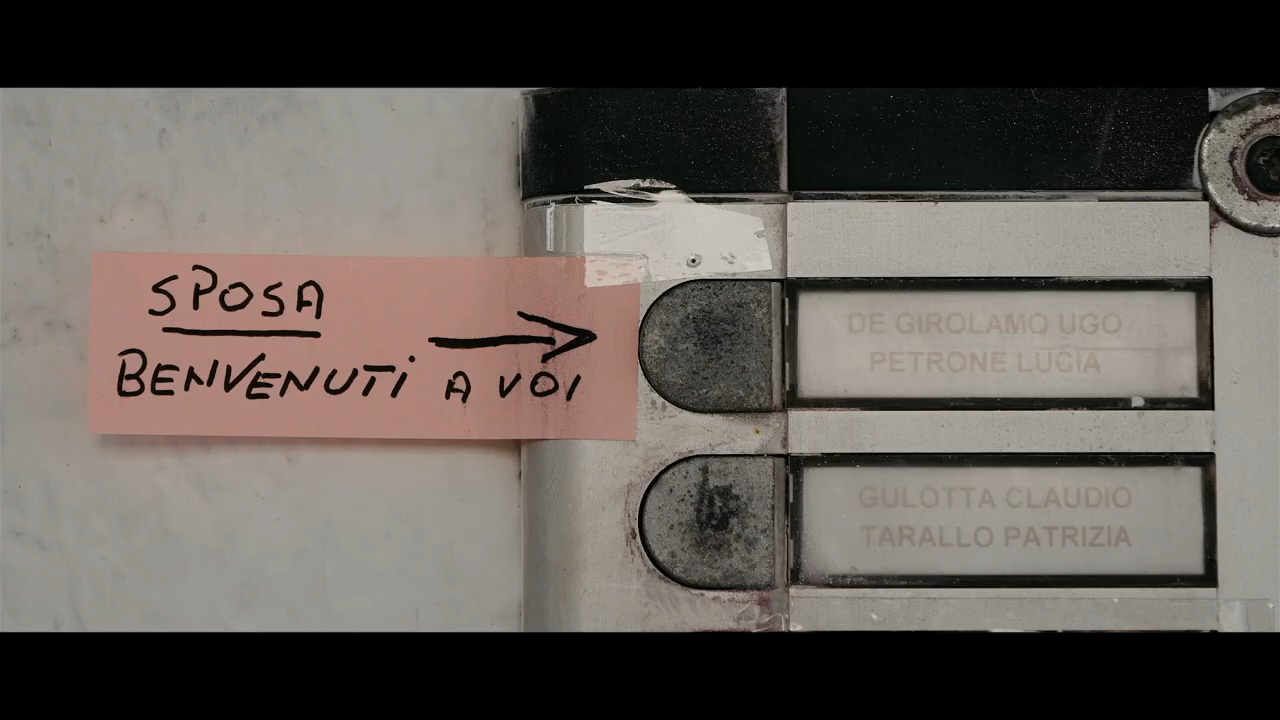 SPOSA
BENVENUTI A VOI
DE GIROLAMO UGO
PETRONE LUCIA
GULOTTA CLAUDIO
TARALLO PATRIZIA